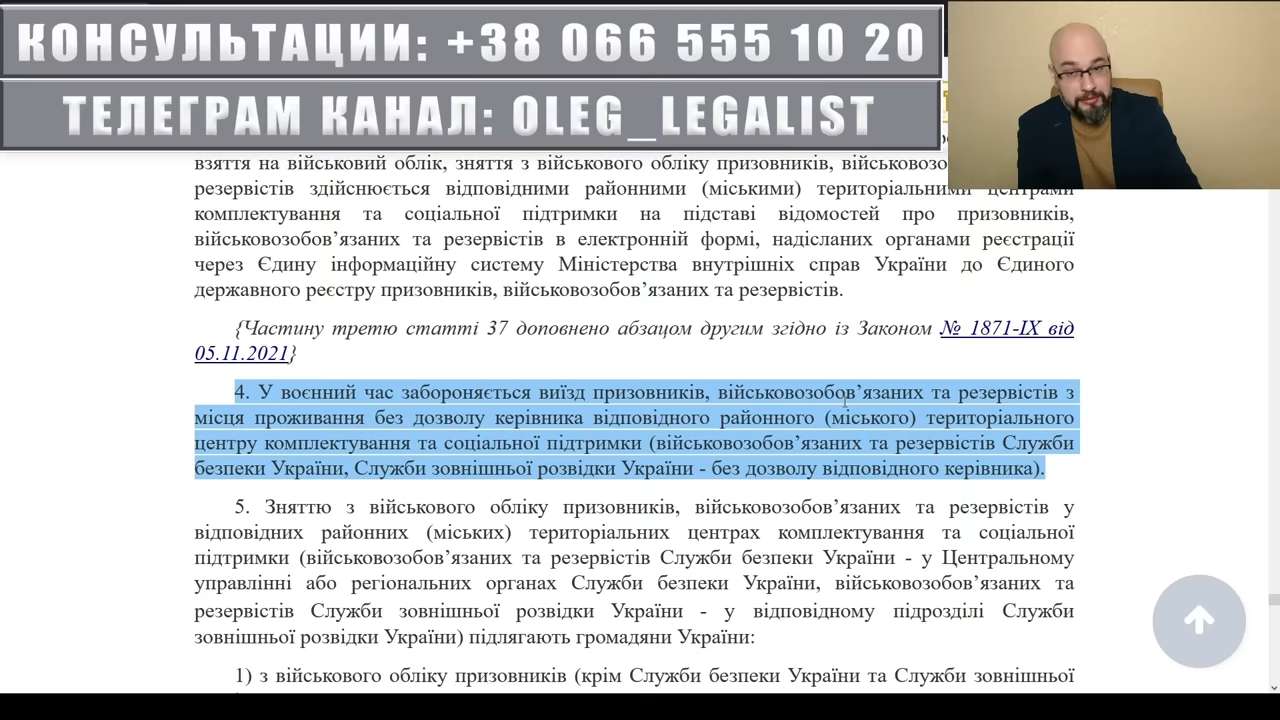 КОНСУЛЬТАЦИИ: +38 066 555 10 20
ТЕЛЕГРАМ КАНАЛ: OLEG_LEGALIST
взяття на військовий облік, зняття з військового обліку призовників,
резервістів здійснюється відповідними районними (міськими) територіальними центрами
комплектування та соціальної підтримки на підставі відомостей про призовників,
військовозобов’язаних та резервістів в електронній формі, надісланих органами реєстрації
через Єдину інформаційну систему Міністерства внутрішніх справ України до Єдиного
державного реєстру призовників, військовозобов’язаних та резервістів.
{Частину третю статті 37 доповнено абзацом другим згідно із Законом № 1871-IX від
05.11.2021}
4. У воєнний час забороняється виїзд призовників, військовозобов’язаних та резервістів з
місця проживання без дозволу керівника відповідного районного (міського) територіального
центру комплектування та соціальної підтримки (військовозобов’язаних та резервістів Служби
безпеки України, Служби зовнішньої розвідки України - без дозволу відповідного керівника).
5. Зняттю з військового обліку призовників, військовозобов’язаних та резервістів у
відповідних районних (міських) територіальних центрах комплектування та соціальної
підтримки (військовозобов’язаних та резервістів Служби безпеки України - у Центральному
управлінні або регіональних органах Служби безпеки України, військовозобов’язаних та
резервістів Служби зовнішньої розвідки України - у відповідному підрозділі Служби
зовнішньої розвідки України) підлягають громадяни України:
1) з військового обліку призовників (крім Служби безпеки України та Служби зовнішньої